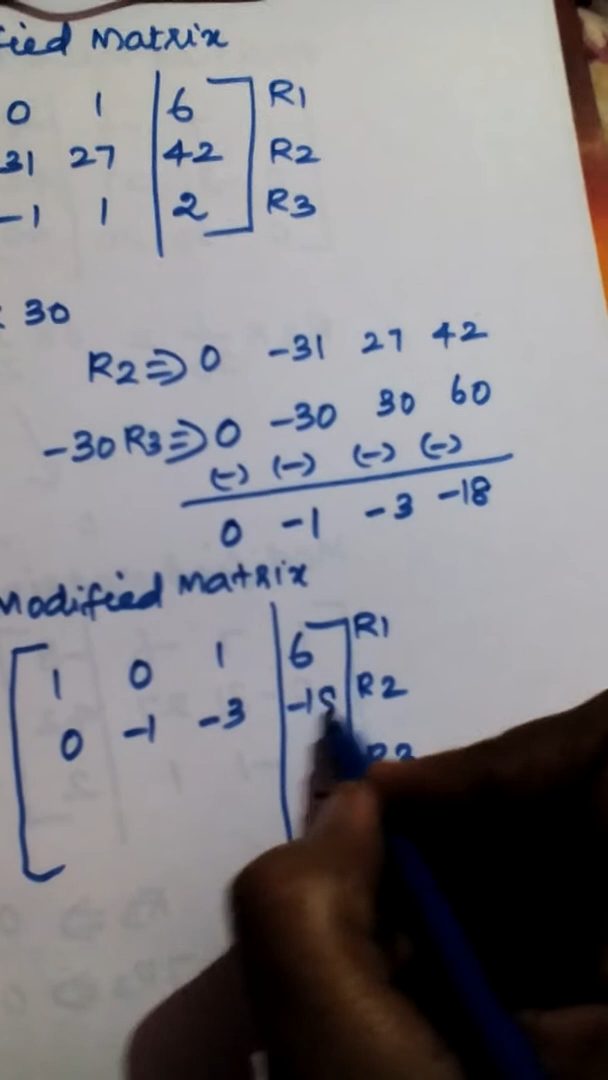 Matrix
0 1 6 R1
31 27 42 R2
-1 1 2 R3
30
R2 ⇒ 0 -31 27 42
-30 R3 ⇒ 0 -30 30 60
(-) (-) (-) (-)
0 -1 -3 -18
Modified Matrix
1 0 1 6 R1
0 -1 -3 -18 R2
R3